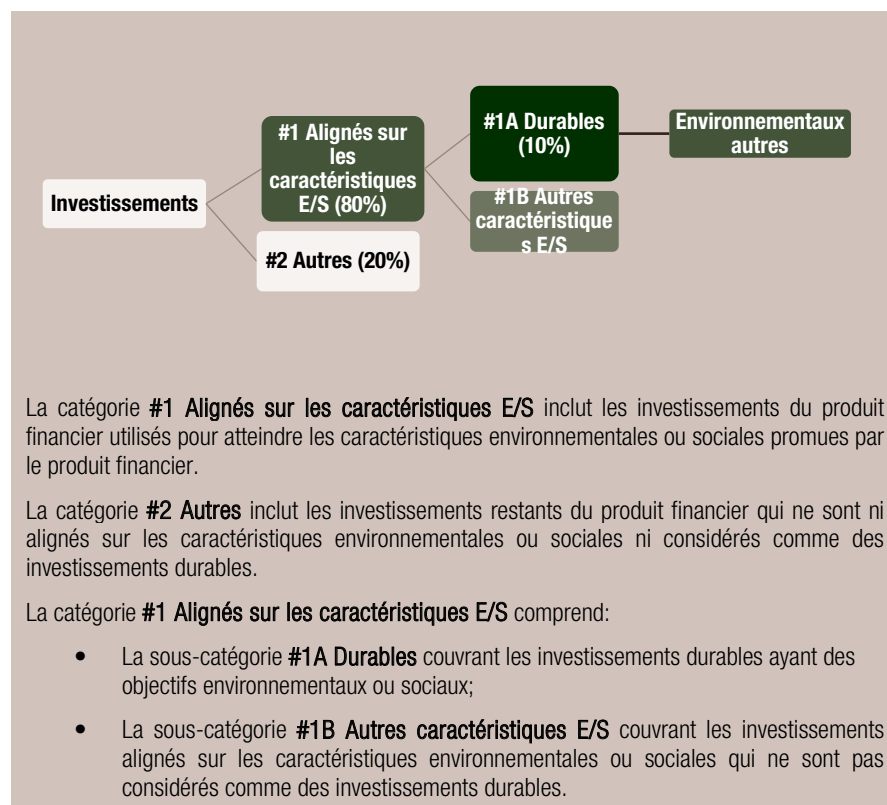 Investissements
#1 Alignés sur
les
caractéristiques
E/S (80%)
#2 Autres (20%)
#1A Durables
(10%)
#1B Autres
caractéristique
s E/S
Environnementaux
autres
La catégorie #1 Alignés sur les caractéristiques E/S inclut les investissements du produit
financier utilisés pour atteindre les caractéristiques environnementales ou sociales promues par
le produit financier.
La catégorie #2 Autres inclut les investissements restants du produit financier qui ne sont ni
alignés sur les caractéristiques environnementales ou sociales ni considérés comme des
investissements durables.
La catégorie #1 Alignés sur les caractéristiques E/S comprend:
• La sous-catégorie #1A Durables couvrant les investissements durables ayant des
objectifs environnementaux ou sociaux;
• La sous-catégorie #1B Autres caractéristiques E/S couvrant les investissements
alignés sur les caractéristiques environnementales ou sociales qui ne sont pas
considérés comme des investissements durables.